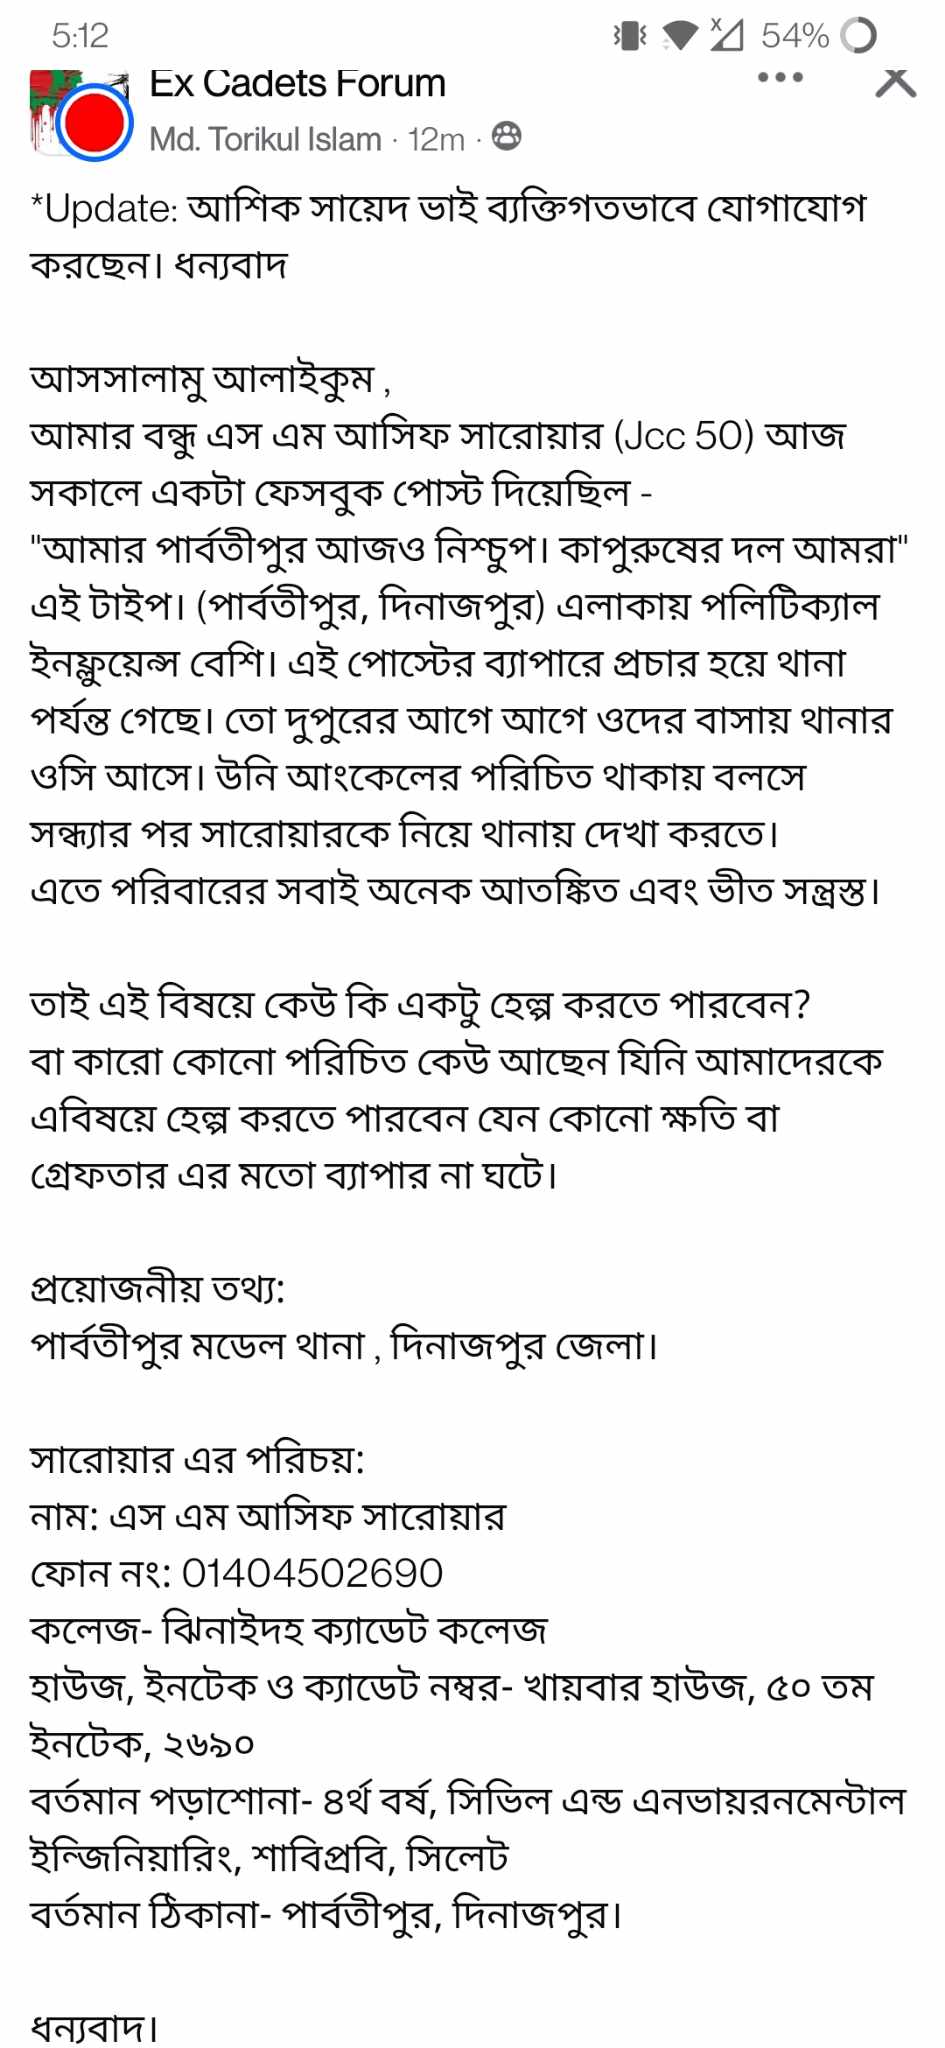 5:12
54%
Ex Cadets Forum
Md. Torikul Islam · 12m ·
*Update: আশিক সায়েদ ভাই ব্যক্তিগতভাবে যোগাযোগ
করছেন। ধন্যবাদ
আসসালামু আলাইকুম ,
আমার বন্ধু এস এম আসিফ সারোয়ার (Jcc 50) আজ
সকালে একটা ফেসবুক পোস্ট দিয়েছিল -
"আমার পার্বতীপুর আজও নিশ্চুপ। কাপুরুষের দল আমরা"
এই টাইপ। (পার্বতীপুর, দিনাজপুর) এলাকায় পলিটিক্যাল
ইনফ্লুয়েন্স বেশি। এই পোস্টের ব্যাপারে প্রচার হয়ে থানা
পর্যন্ত গেছে। তো দুপুরের আগে আগে ওদের বাসায় থানার
ওসি আসে। উনি আংকেলের পরিচিত থাকায় বলসে
সন্ধ্যার পর সারোয়ারকে নিয়ে থানায় দেখা করতে।
এতে পরিবারের সবাই অনেক আতঙ্কিত এবং ভীত সন্ত্রস্ত।
তাই এই বিষয়ে কেউ কি একটু হেল্প করতে পারবেন?
বা কারো কোনো পরিচিত কেউ আছেন যিনি আমাদেরকে
এবিষয়ে হেল্প করতে পারবেন যেন কোনো ক্ষতি বা
গ্রেফতার এর মতো ব্যাপার না ঘটে।
প্রয়োজনীয় তথ্য:
পার্বতীপুর মডেল থানা , দিনাজপুর জেলা।
সারোয়ার এর পরিচয়:
নাম: এস এম আসিফ সারোয়ার
ফোন নং: 01404502690
কলেজ- ঝিনাইদহ ক্যাডেট কলেজ
হাউজ, ইনটেক ও ক্যাডেট নম্বর- খায়বার হাউজ, ৫০ তম
ইনটেক, ২৬৯০
বর্তমান পড়াশোনা- ৪র্থ বর্ষ, সিভিল এন্ড এনভায়রনমেন্টাল
ইন্জিনিয়ারিং, শাবিপ্রবি, সিলেট
বর্তমান ঠিকানা- পার্বতীপুর, দিনাজপুর।
ধন্যবাদ।